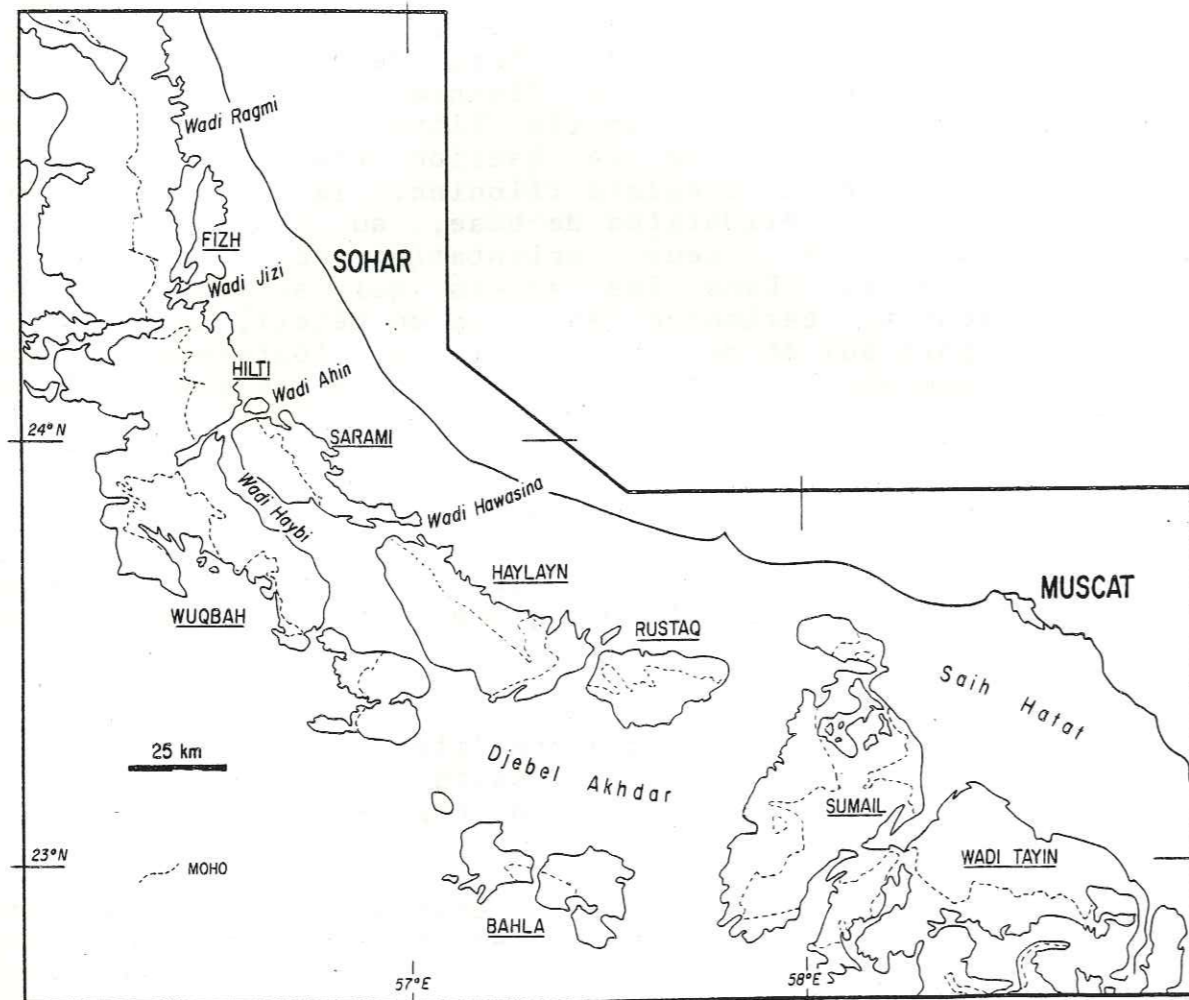 Wadi Ragmi
FIZH
SOHAR
Wadi Jizi
HILTI
Wadi Ahin
24°N
SARAMI
Wadi Haybi
Wadi Hawasina
HAYLAYN
MUSCAT
WUQBAH
RUSTAQ
Saih Hatat
25 km
Djebel Akhdar
SUMAIL
23°N
MOHO
WADI TAYIN
BAHLA
57°E
58°E